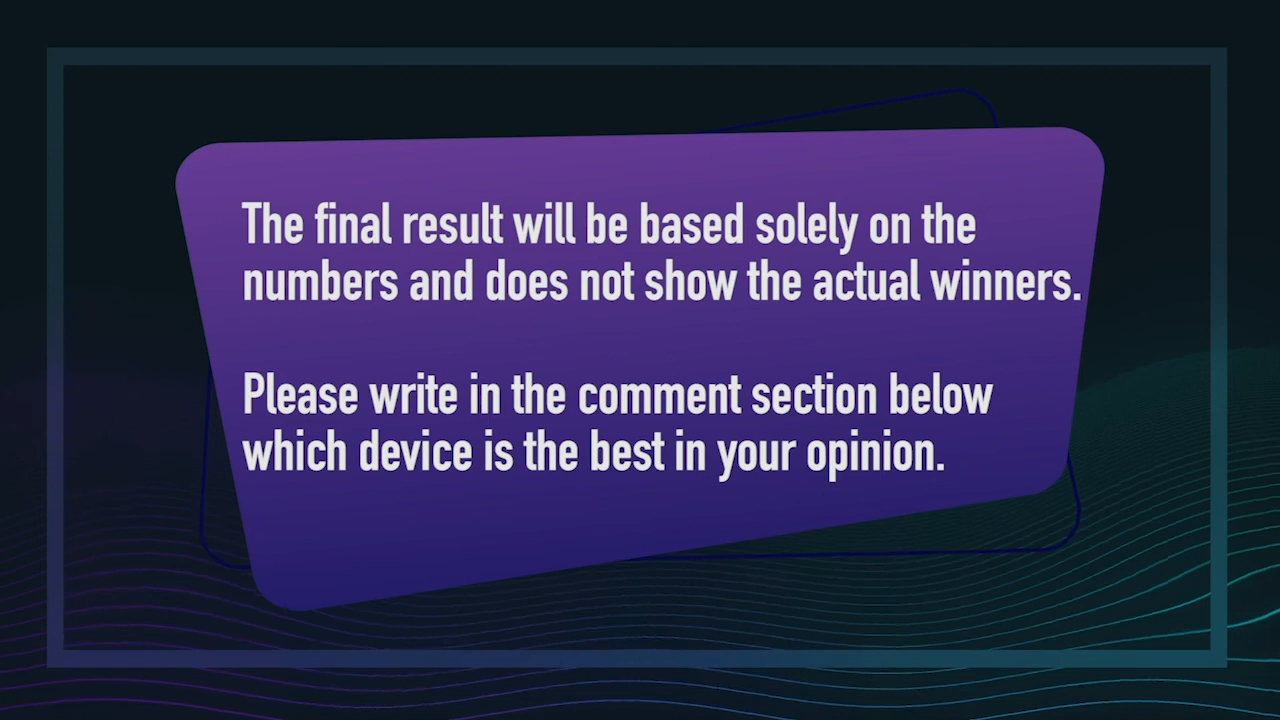 The final result will be based solely on the
numbers and does not show the actual winners.
Please write in the comment section below
which device is the best in your opinion.